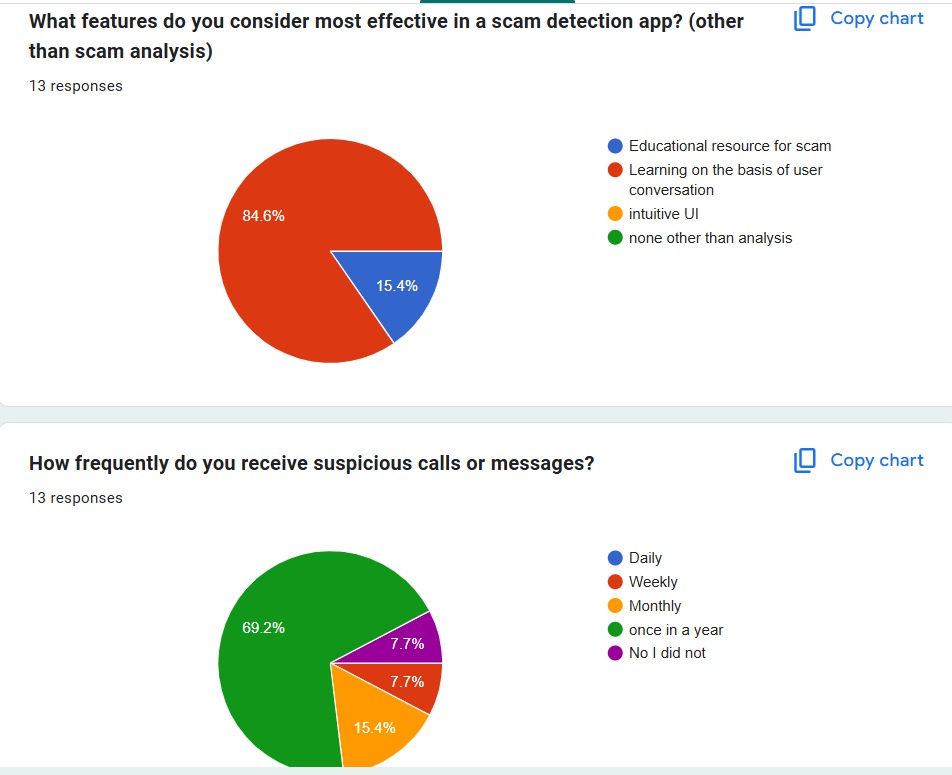 What features do you consider most effective in a scam detection app? (other
than scam analysis)
Copy chart
13 responses
84.6%
15.4%
Educational resource for scam
Learning on the basis of user
conversation
intuitive UI
none other than analysis
How frequently do you receive suspicious calls or messages?
Copy chart
13 responses
69.2%
7.7%
7.7%
15.4%
Daily
Weekly
Monthly
once in a year
No I did not